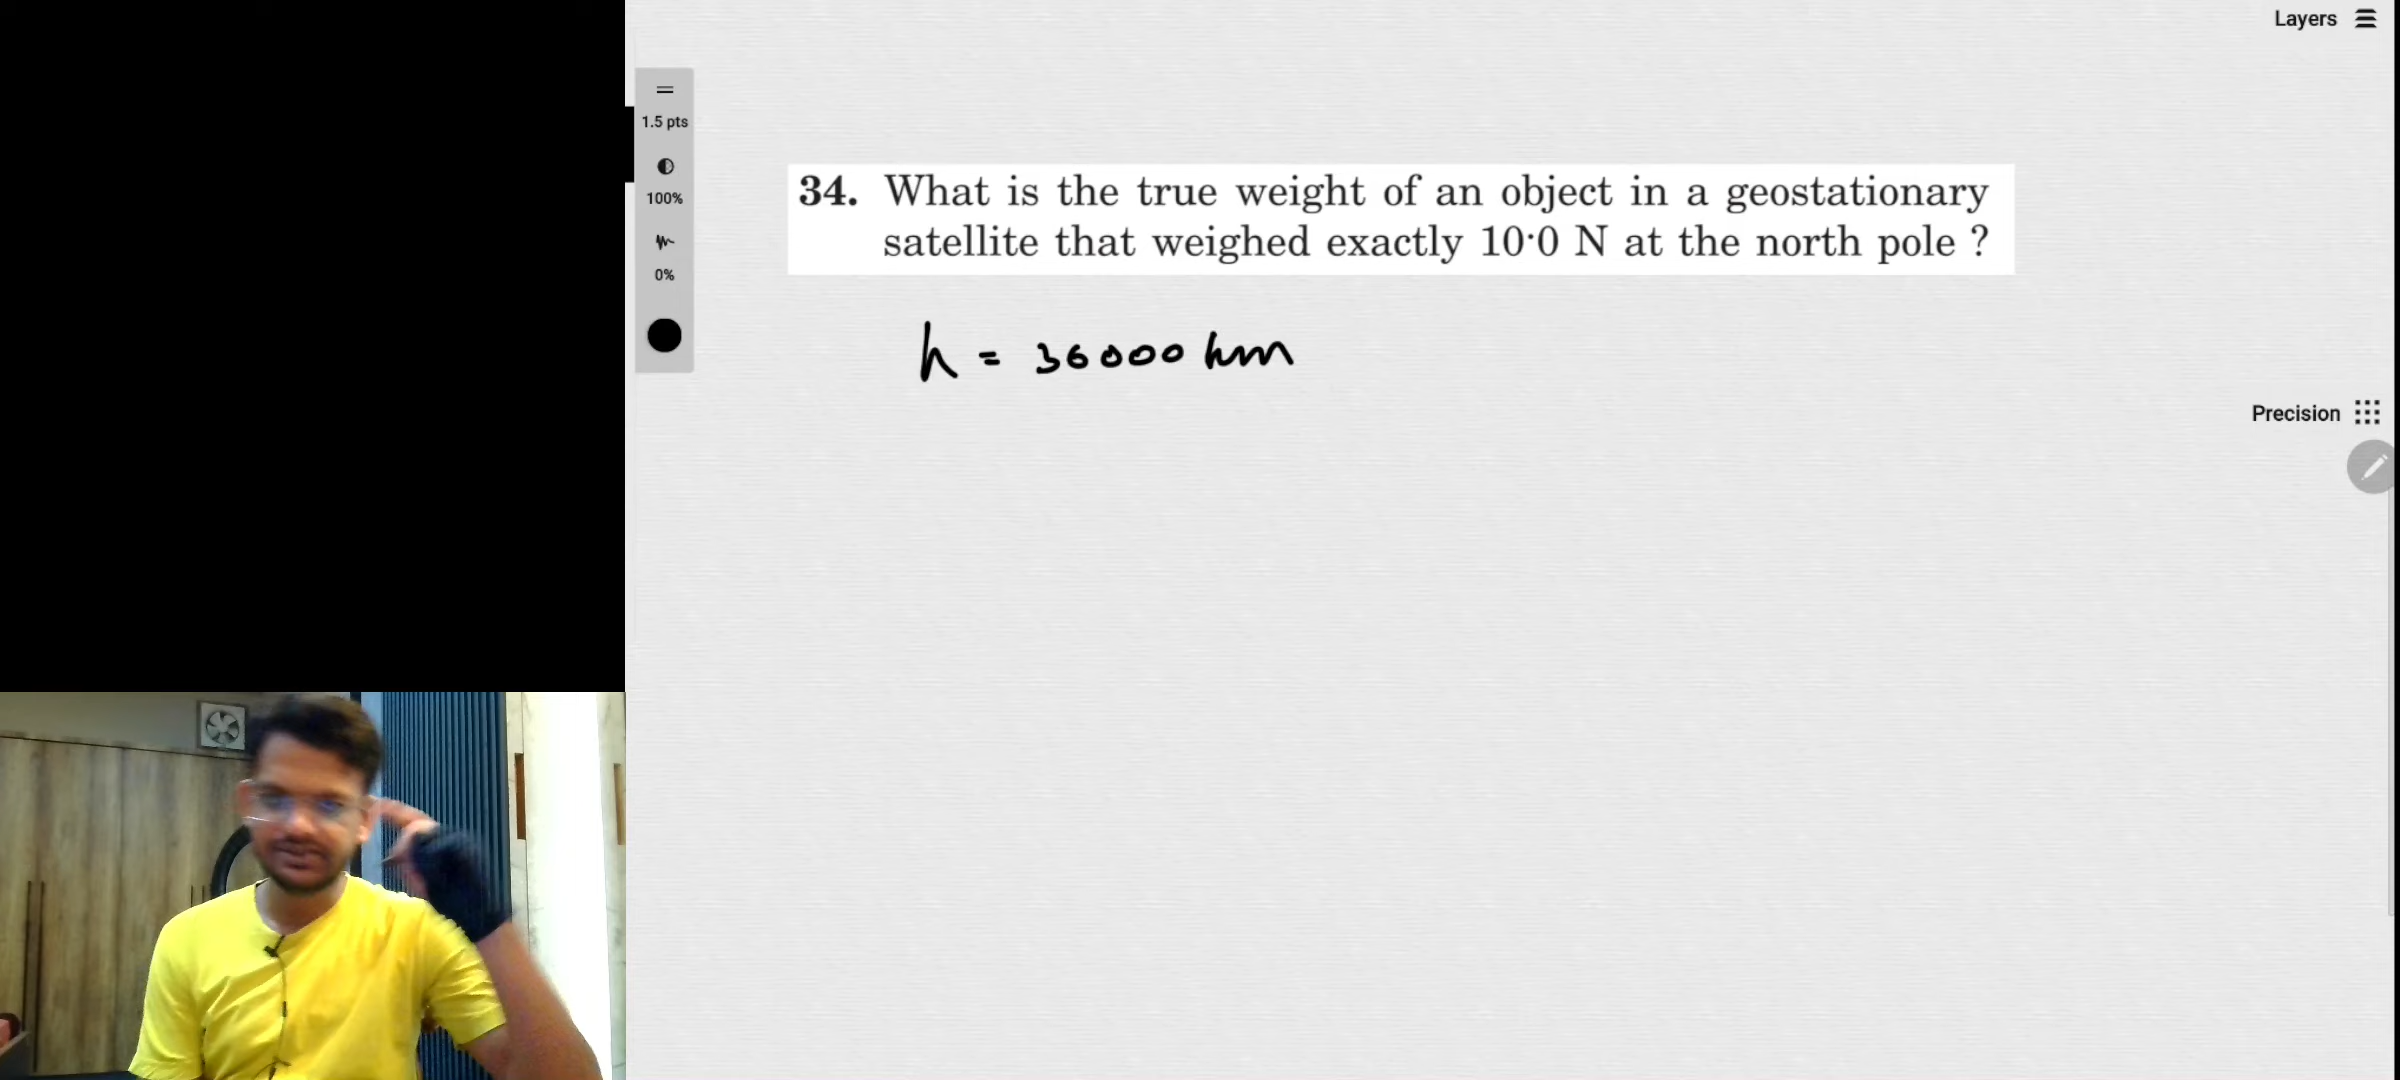 Layers
1.5 pts
100%
0%
34. What is the true weight of an object in a geostationary
satellite that weighed exactly 10·0 N at the north pole ?
h = 36000 km
Precision